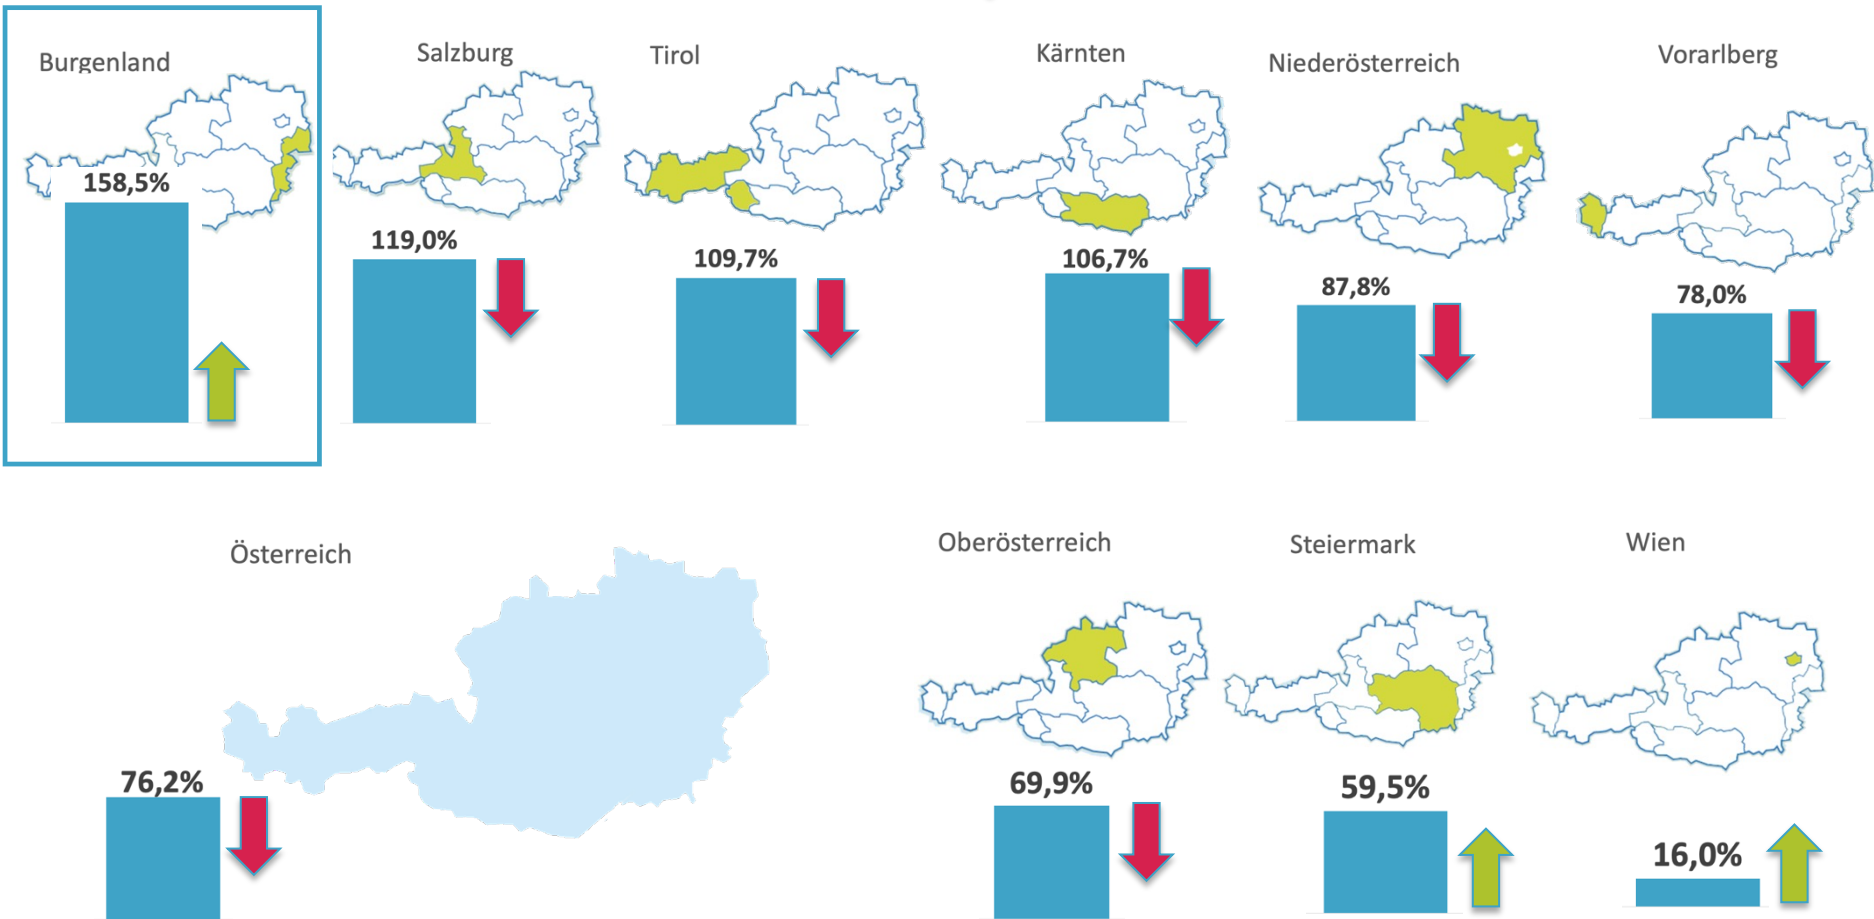 Burgenland
158,5%
Salzburg
119,0%
Tirol
109,7%
Kärnten
106,7%
Niederösterreich
87,8%
Vorarlberg
78,0%
Österreich
76,2%
Oberösterreich
69,9%
Steiermark
59,5%
Wien
16,0%